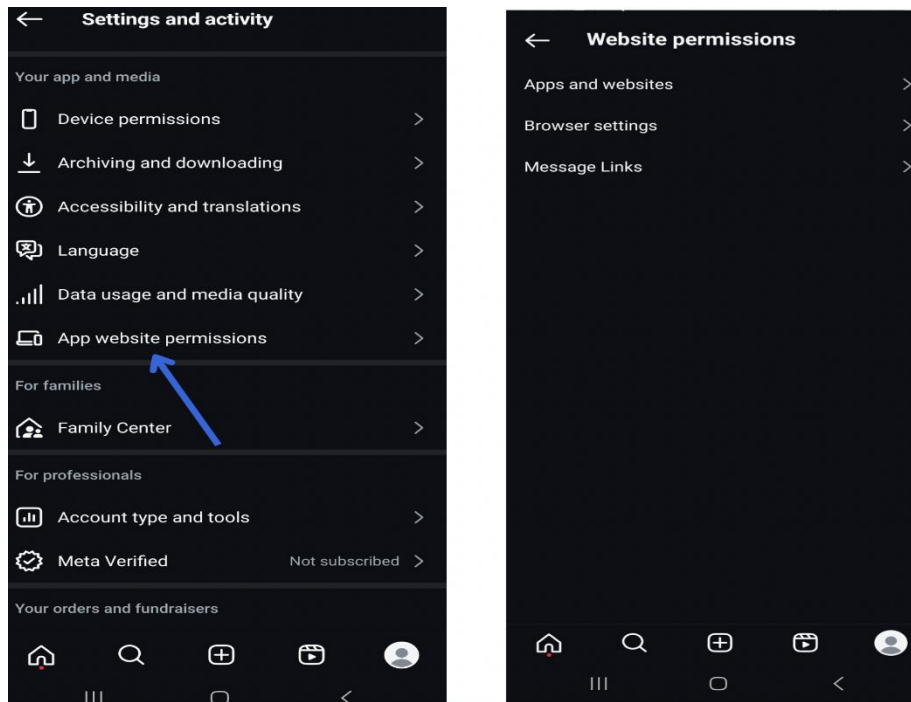 Settings and activity
Your app and media
Device permissions
Archiving and downloading
Accessibility and translations
Language
Data usage and media quality
App website permissions
For families
Family Center
For professionals
Account type and tools
Meta Verified Not subscribed
Your orders and fundraisers
Website permissions
Apps and websites
Browser settings
Message Links